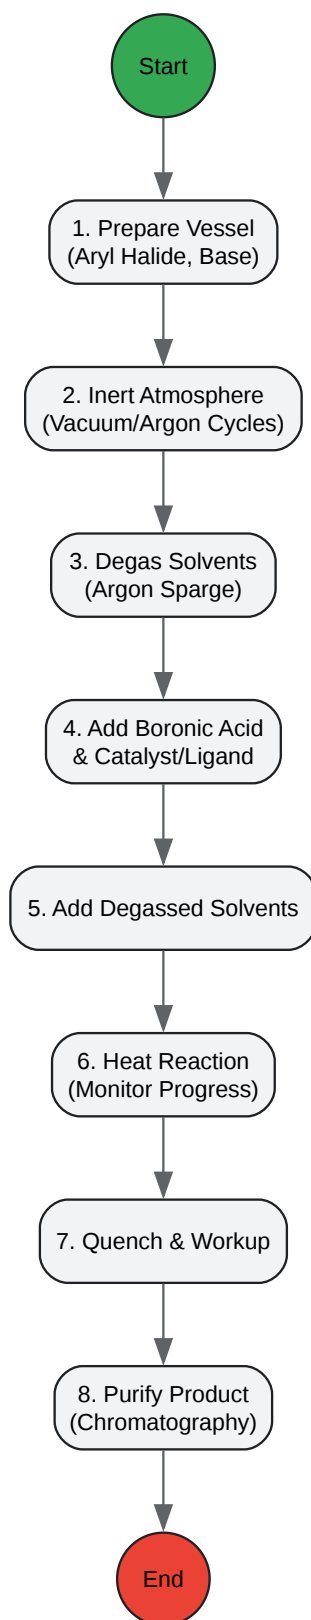 Start
1. Prepare Vessel
(Aryl Halide, Base)
2. Inert Atmosphere
(Vacuum/Argon Cycles)
3. Degas Solvents
(Argon Sparge)
4. Add Boronic Acid
& Catalyst/Ligand
5. Add Degassed Solvents
6. Heat Reaction
(Monitor Progress)
7. Quench & Workup
8. Purify Product
(Chromatography)
End